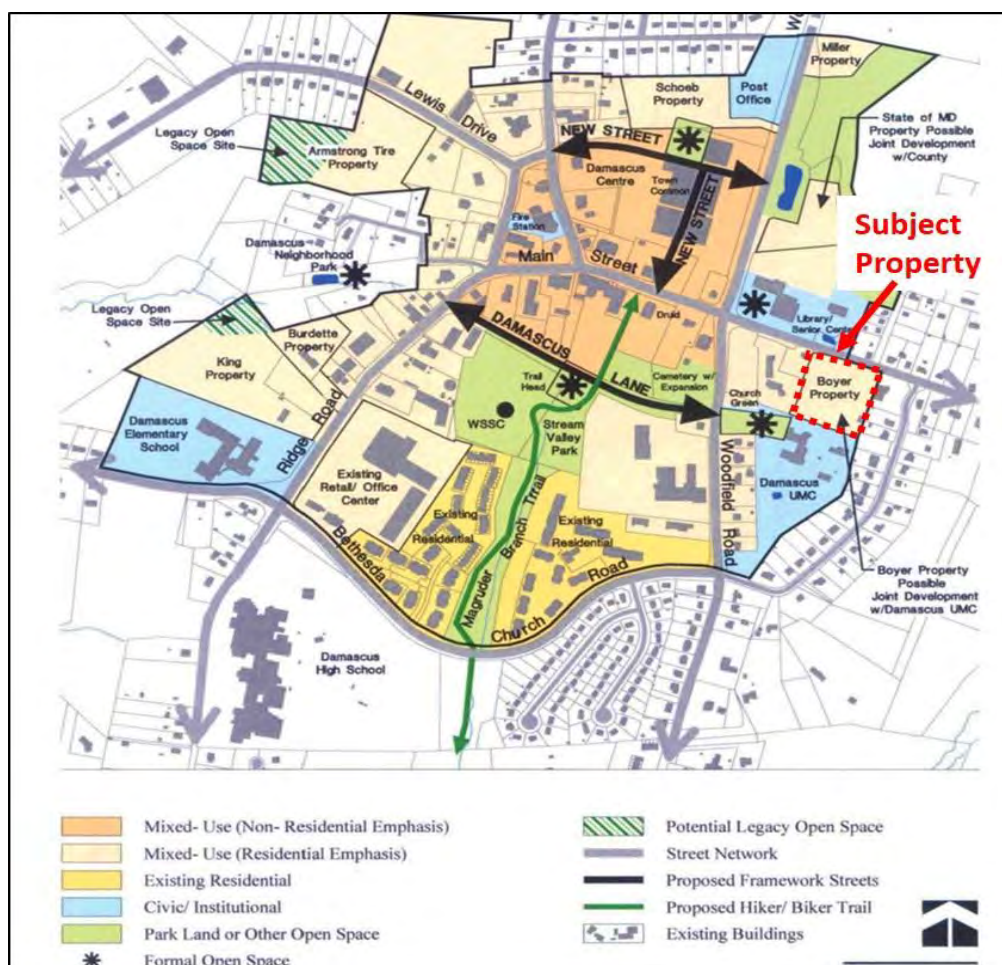 Lewis
Drive
Legacy Open
Space Site
Armstrong Tire
Property
Schoeb
Property
Post
Office
Miller
Property
State of MD
Property Possible
Joint Development
w/County
NEW STREET
Damascus
Centre
Town
Common
NEW STREET
Fire
Station
Main
Street
Subject
Property
Damascus
Neighborhood
Park
Legacy Open
Space Site
Burdette
Property
King
Property
DAMASCUS
LANE
Druid
Library/
Senior Center
Trail
Head
Cemetery w/
Expansion
Church
Green
Boyer
Property
WSSC
Stream
Valley
Park
Damascus
Elementary
School
Ridge
Road
Existing
Retail/ Office
Center
Existing
Residential
Magruder
Branch
Trrail
Existing
Residential
Woodfield
Road
Damascus
UMC
Bethesda
Church
Road
Boyer Property
Possible
Joint Development
w/Damascus UMC
Damascus
High School
Mixed- Use (Non- Residential Emphasis)
Mixed- Use (Residential Emphasis)
Existing Residential
Civic/ Institutional
Park Land or Other Open Space
Formal Open Space
Potential Legacy Open Space
Street Network
Proposed Framework Streets
Proposed Hiker/ Biker Trail
Existing Buildings